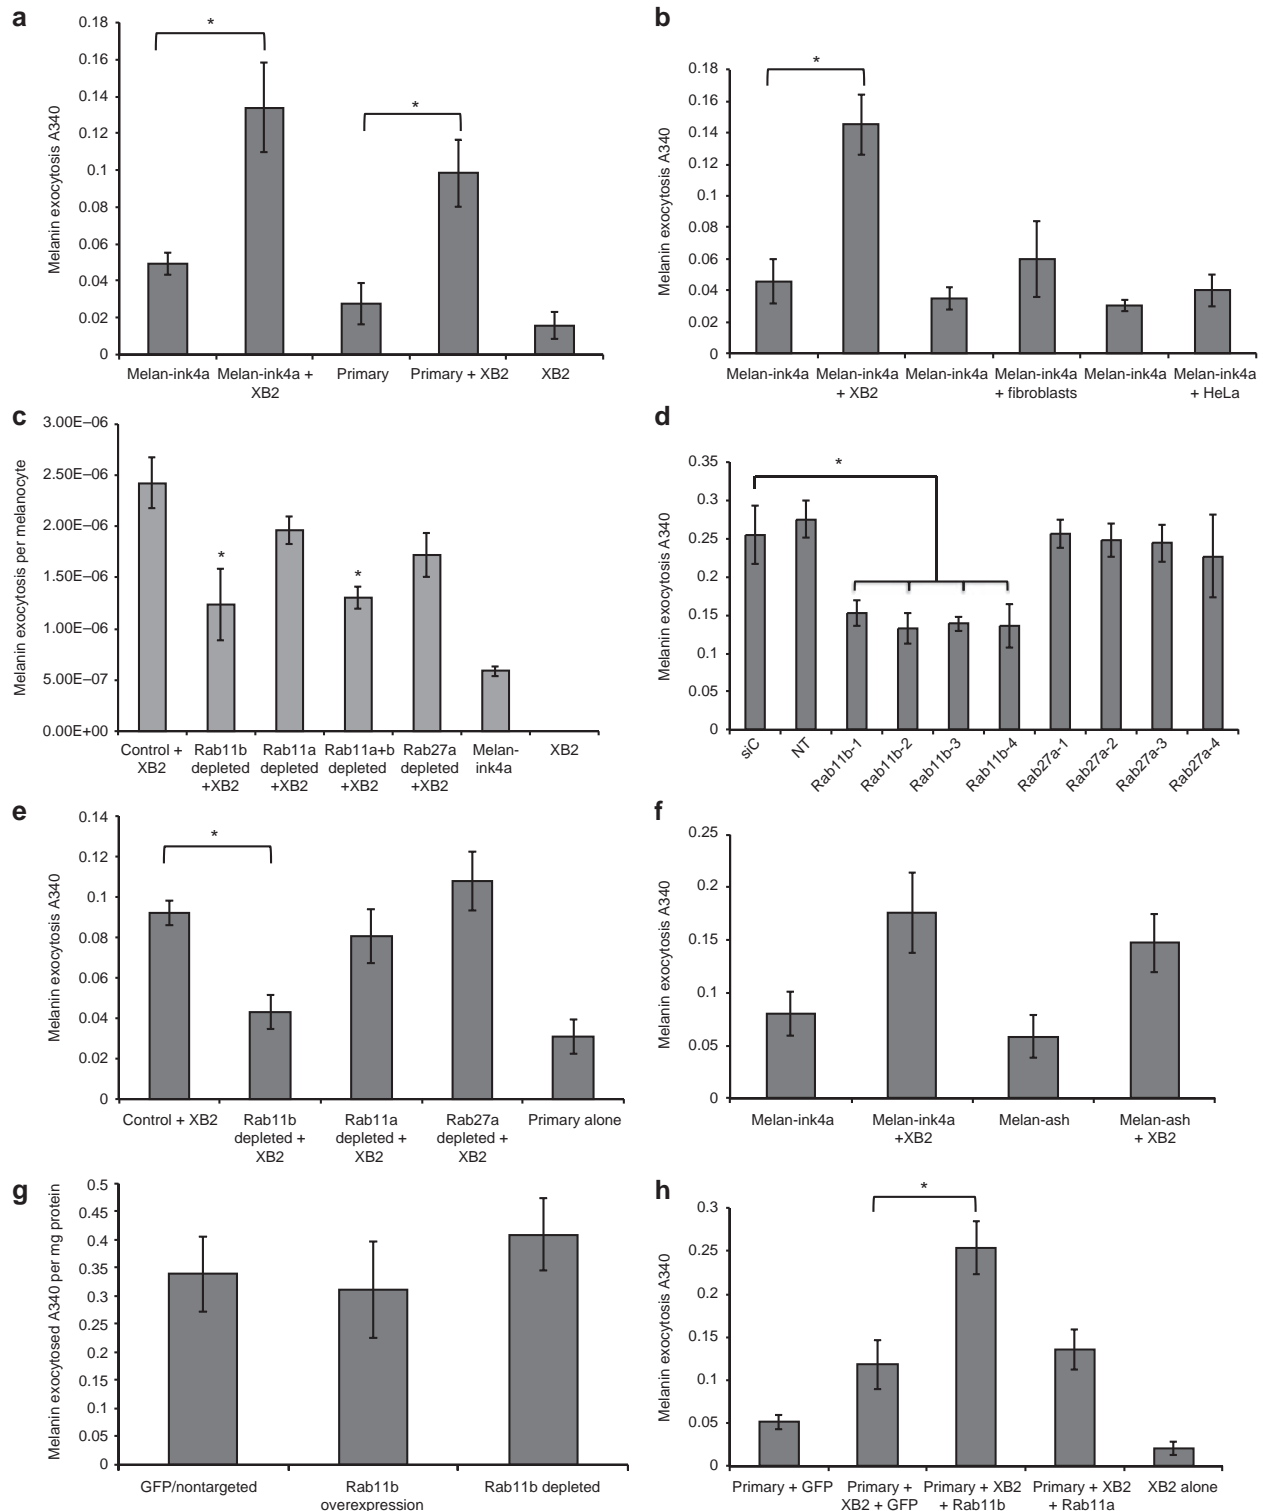 a
Melanin exocytosis A340
0.18
0.16
0.14
0.12
0.1
0.08
0.06
0.04
0.02
0
*
*
Melan-ink4a
Melan-ink4a +
XB2
Primary
Primary + XB2
XB2
b
Melanin exocytosis A340
0.18
0.16
0.14
0.12
0.1
0.08
0.06
0.04
0.02
0
*
Melan-ink4a
Melan-ink4a
+ XB2
Melan-ink4a
Melan-ink4a
+ fibroblasts
Melan-ink4a
Melan-ink4a
+ HeLa
c
Melanin exocytosis per melanocyte
3.00E–06
2.50E–06
2.00E–06
1.50E–06
1.00E–06
5.00E–07
0.00E+00
*
*
Control +
XB2
Rab11b
depleted
+XB2
Rab11a
depleted
+XB2
Rab11a+b
depleted
+XB2
Rab27a
depleted
+XB2
Melan-
ink4a
XB2
d
Melanin exocytosis A340
0.35
0.3
0.25
0.2
0.15
0.1
0.05
0
*
siC
NT
Rab11b-1
Rab11b-2
Rab11b-3
Rab11b-4
Rab27a-1
Rab27a-2
Rab27a-3
Rab27a-4
e
Melanin exocytosis A340
0.14
0.12
0.1
0.08
0.06
0.04
0.02
0
*
Control + XB2
Rab11b
depleted +
XB2
Rab11a
depleted +
XB2
Rab27a
depleted +
XB2
Primary alone
f
Melanin exocytosis A340
0.25
0.2
0.15
0.1
0.05
0
Melan-ink4a
Melan-ink4a
+XB2
Melan-ash
Melan-ash
+ XB2
g
Melanin exocytosed A340 per mg protein
0.5
0.45
0.4
0.35
0.3
0.25
0.2
0.15
0.1
0.05
0
GFP/nontargeted
Rab11b
overexpression
Rab11b depleted
h
Melanin exocytosis A340
0.3
0.25
0.2
0.15
0.1
0.05
0
*
Primary + GFP
Primary +
XB2 + GFP
Primary + XB2
+ Rab11b
Primary + XB2
+ Rab11a
XB2 alone